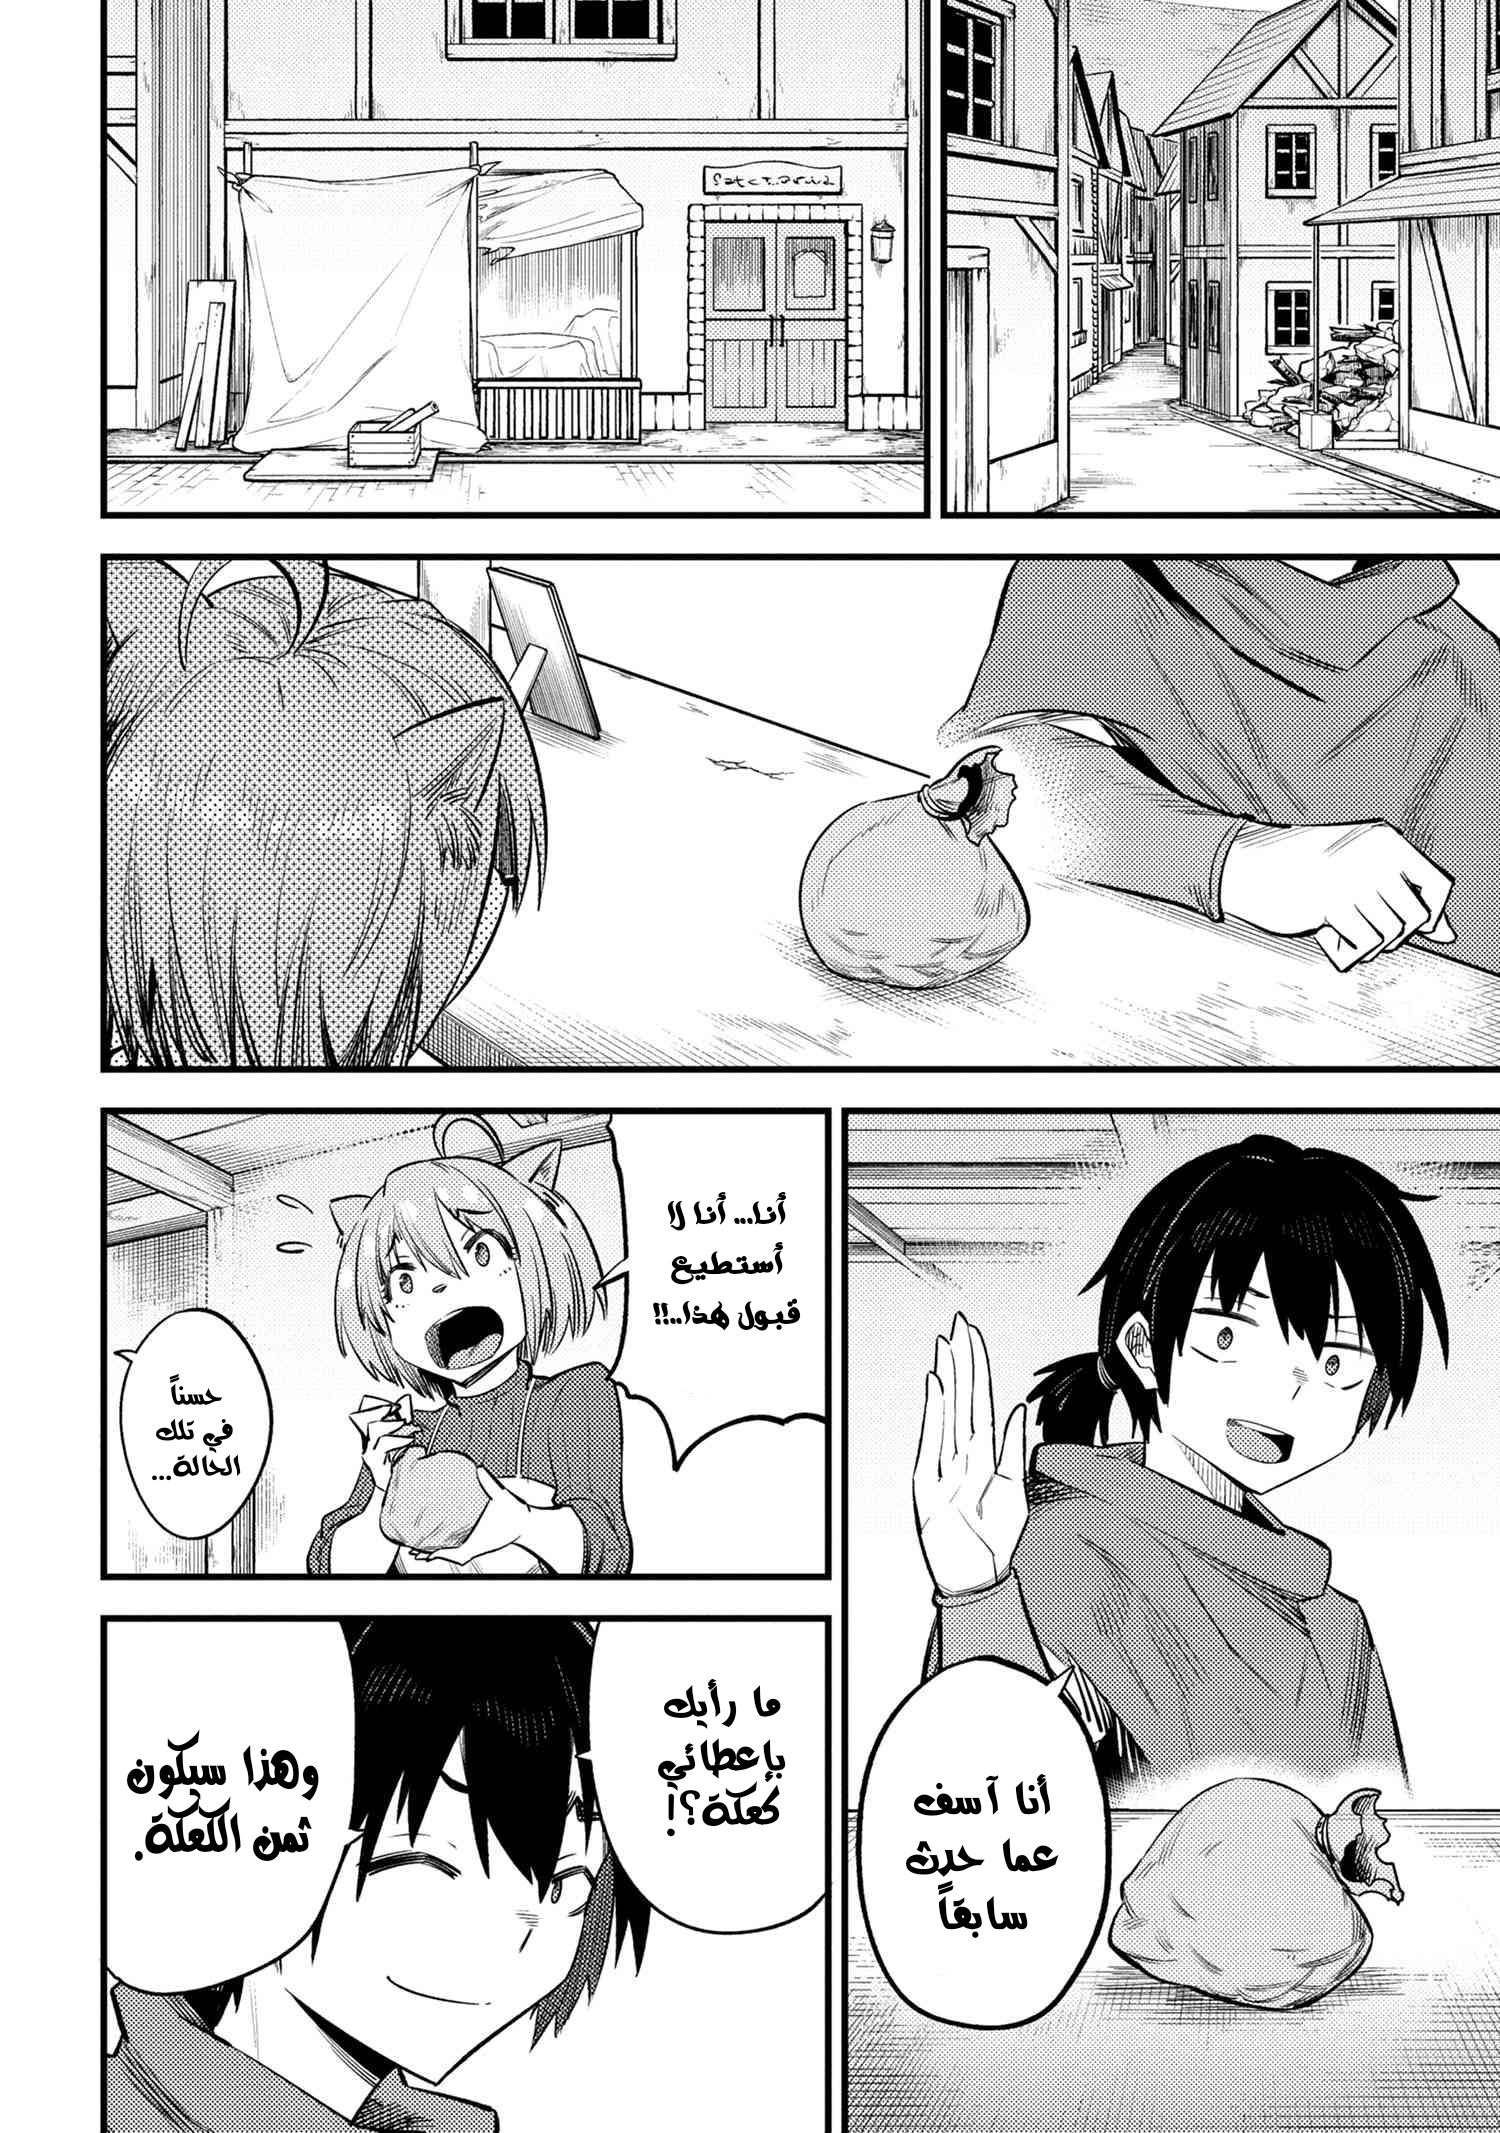 أنا آسف
عما حدث
سابقاً
أنا... أنا لا
أستطيع
قبول هذا..!!
حسناً
في تلك
الحالة...
ما رأيك
بإعطائي
كعكة؟!
وهذا سيكون
ثمن الكعكة.